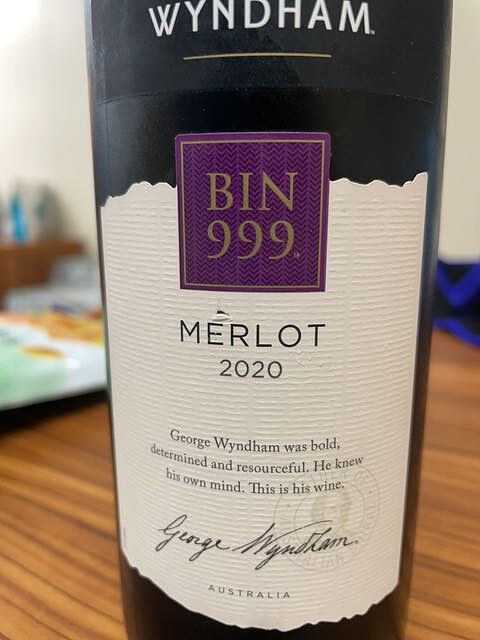 WYNDHAM
BIN
999
MERLOT
2020
George Wyndham was bold,
determined and resourceful. He knew
his own mind. This is his wine.
George Wyndham.
AUSTRALIA